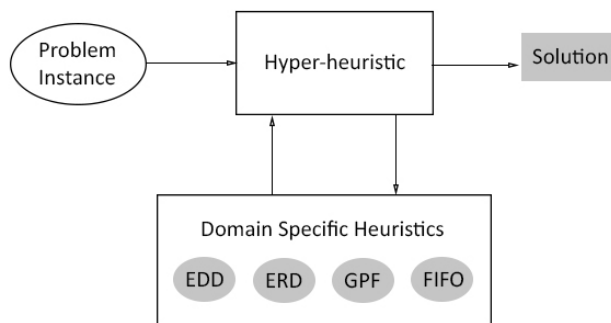 Problem
Instance
Hyper-heuristic
Solution
Domain Specific Heuristics
EDD
ERD
GPF
FIFO